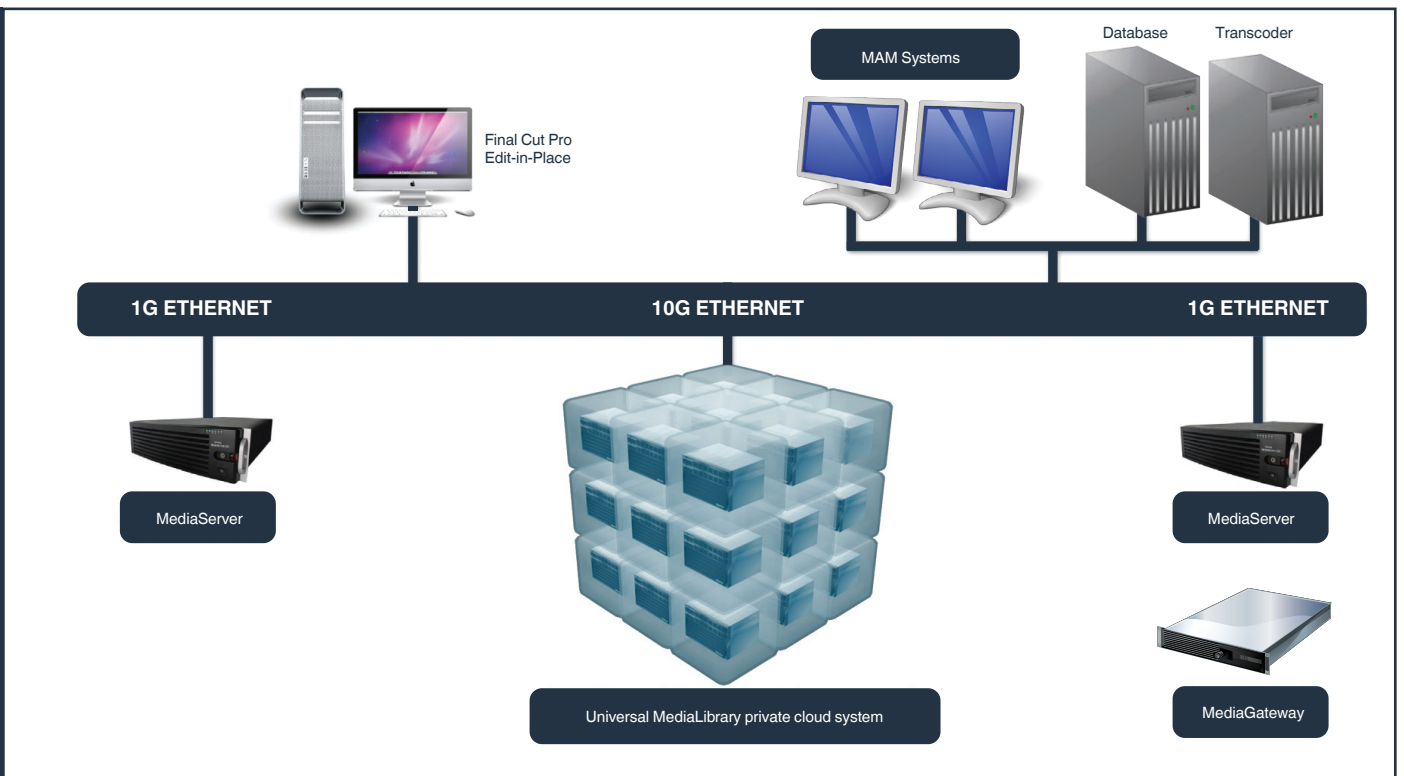 Database
Transcoder
MAM Systems
Final Cut Pro
Edit-in-Place
1G ETHERNET
10G ETHERNET
1G ETHERNET
MediaServer
MediaServer
Universal MediaLibrary private cloud system
MediaGateway